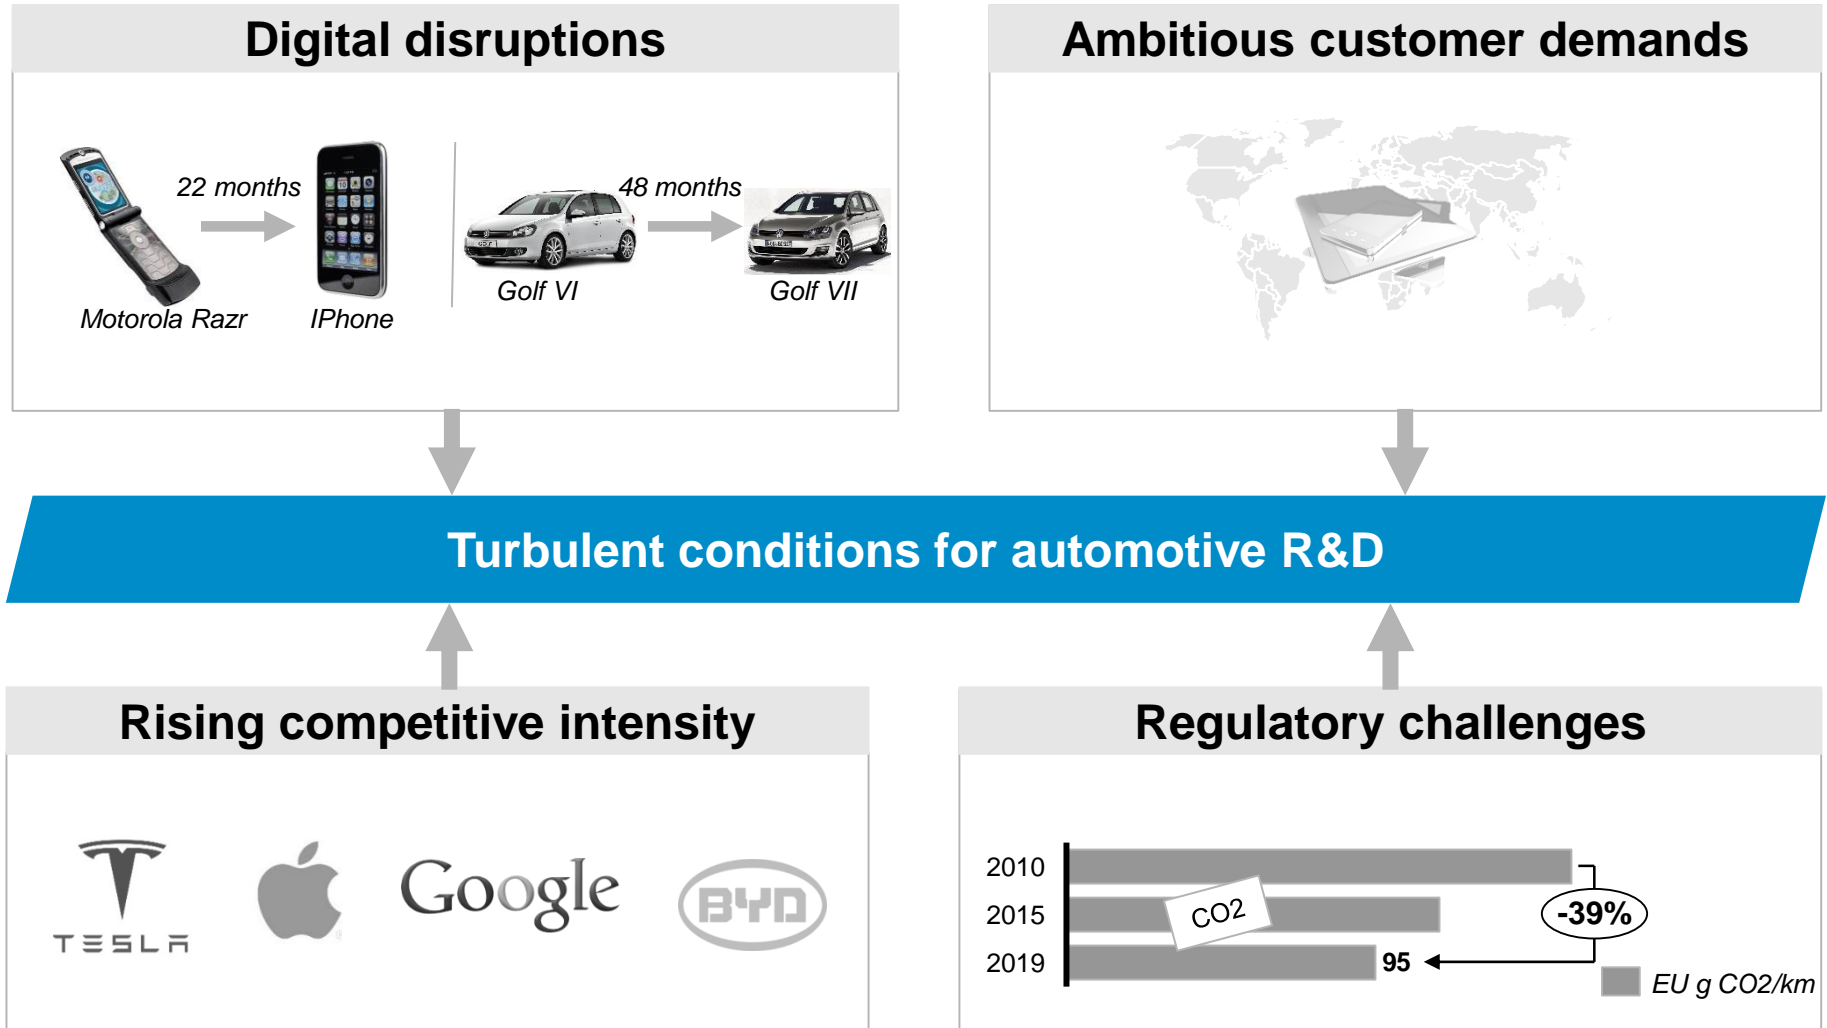 Digital disruptions
Ambitious customer demands
22 months
48 months
Golf VI
Golf VII
Motorola Razr
IPhone
Turbulent conditions for automotive R&D
Rising competitive intensity
Regulatory challenges
TESLA
Google
BYD
2010
2015
2019
CO2
-39%
95
EU g CO2/km